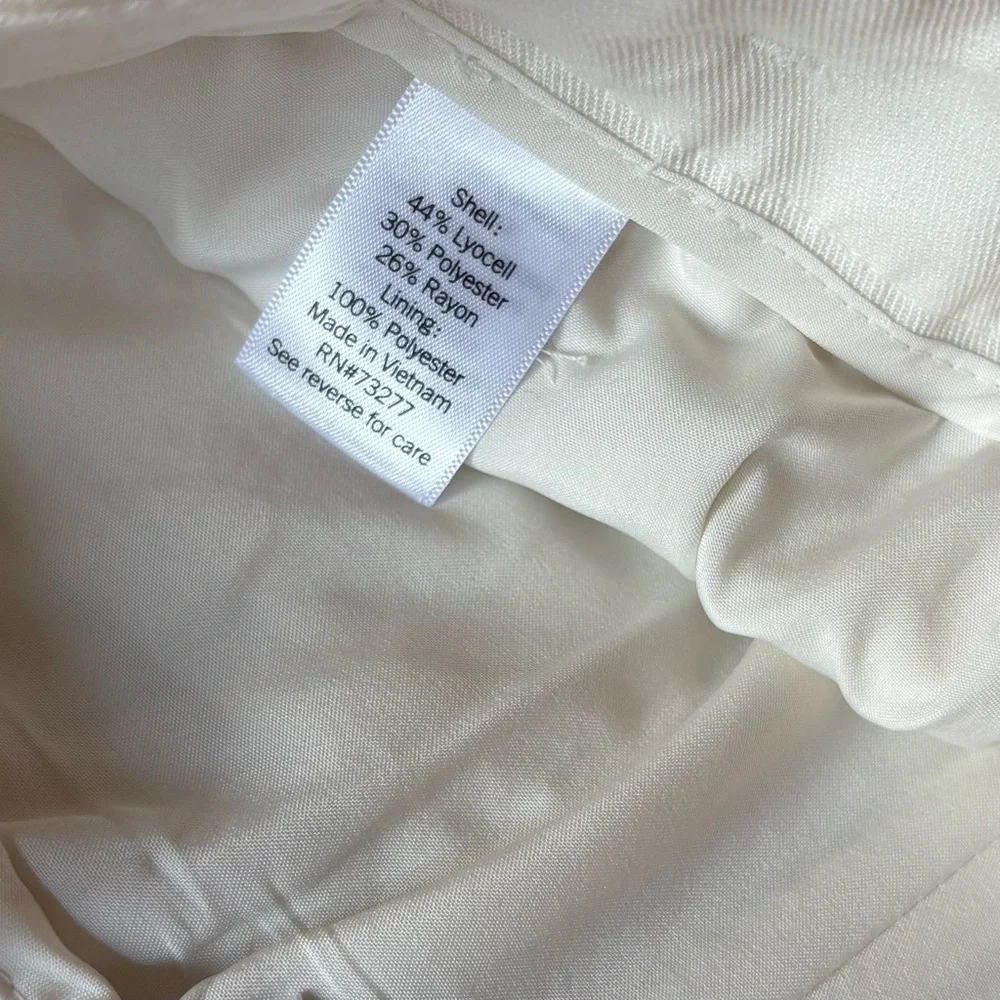 Shell:
44% Lyocell
30% Polyester
26% Rayon
Lining:
100% Polyester
Made in Vietnam
RN#73277
See reverse for care